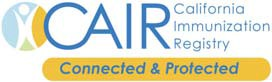 CAIR
California
Immunization
Registry
Connected & Protected